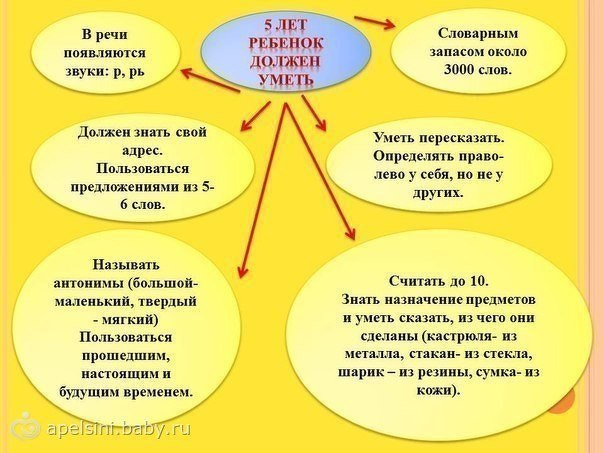 5 ЛЕТ
РЕБЕНОК
ДОЛЖЕН
УМЕТЬ
В речи
появляются
звуки: р, рь
Словарным
запасом около
3000 слов.
Должен знать свой
адрес.
Пользоваться
предложениями из 5-
6 слов.
Уметь пересказать.
Определять право-
лево у себя, но не у
других.
Называть
антонимы (большой-
маленький, твердый
- мягкий)
Пользоваться
прошедшим,
настоящим и
будущим временем.
Считать до 10.
Знать назначение предметов
и уметь сказать, из чего они
сделаны (кастрюля- из
металла, стакан- из стекла,
шарик – из резины, сумка- из
кожи).
apelsini.baby.ru